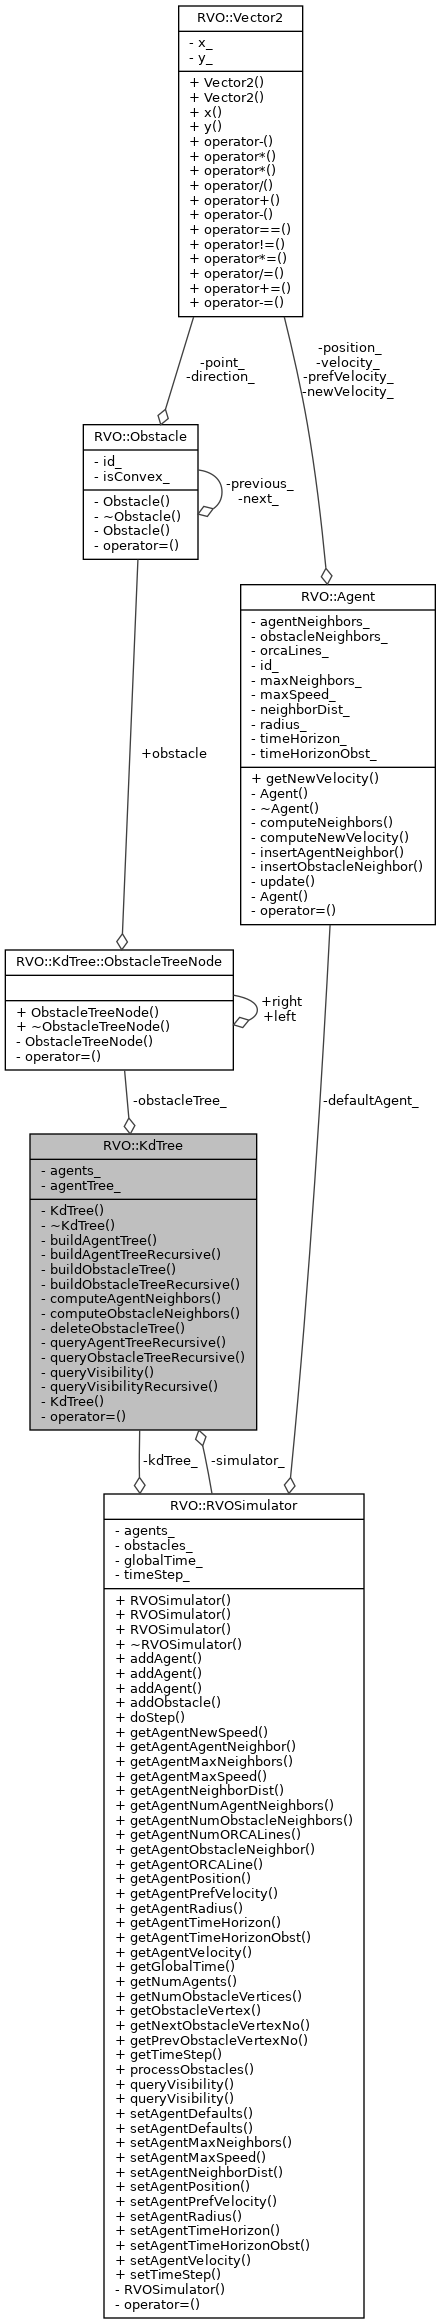 RVO::Vector2
- x_
- y_
+ Vector2()
+ Vector2()
+ x()
+ y()
+ operator-()
+ operator*()
+ operator*()
+ operator/()
+ operator+()
+ operator-()
+ operator==()
+ operator!=()
+ operator*=()
+ operator/=()
+ operator+=()
+ operator-=()
-point_
-direction_
-position_
-velocity_
-prefVelocity_
-newVelocity_
RVO::Obstacle
- id_
- isConvex_
- Obstacle()
- ~Obstacle()
- Obstacle()
- operator=()
-previous_
-next_
RVO::Agent
- agentNeighbors_
- obstacleNeighbors_
- orcaLines_
- id_
- maxNeighbors_
- maxSpeed_
- neighborDist_
- radius_
- timeHorizon_
- timeHorizonObst_
+ getNewVelocity()
- Agent()
- ~Agent()
- computeNeighbors()
- computeNewVelocity()
- insertAgentNeighbor()
- insertObstacleNeighbor()
- update()
- Agent()
- operator=()
+obstacle
RVO::KdTree::ObstacleTreeNode
+ ObstacleTreeNode()
+ ~ObstacleTreeNode()
- ObstacleTreeNode()
- operator=()
+right
+left
-obstacleTree_
-defaultAgent_
RVO::KdTree
- agents_
- agentTree_
- KdTree()
- ~KdTree()
- buildAgentTree()
- buildAgentTreeRecursive()
- buildObstacleTree()
- buildObstacleTreeRecursive()
- computeAgentNeighbors()
- computeObstacleNeighbors()
- deleteObstacleTree()
- queryAgentTreeRecursive()
- queryObstacleTreeRecursive()
- queryVisibility()
- queryVisibilityRecursive()
- KdTree()
- operator=()
-kdTree_
-simulator_
RVO::RVOSimulator
- agents_
- obstacles_
- globalTime_
- timeStep_
+ RVOSimulator()
+ RVOSimulator()
+ RVOSimulator()
+ ~RVOSimulator()
+ addAgent()
+ addAgent()
+ addAgent()
+ addObstacle()
+ doStep()
+ getAgentNewSpeed()
+ getAgentAgentNeighbor()
+ getAgentMaxNeighbors()
+ getAgentMaxSpeed()
+ getAgentNeighborDist()
+ getAgentNumAgentNeighbors()
+ getAgentNumObstacleNeighbors()
+ getAgentNumORCALines()
+ getAgentObstacleNeighbor()
+ getAgentORCALine()
+ getAgentPosition()
+ getAgentPrefVelocity()
+ getAgentRadius()
+ getAgentTimeHorizon()
+ getAgentTimeHorizonObst()
+ getAgentVelocity()
+ getGlobalTime()
+ getNumAgents()
+ getNumObstacleVertices()
+ getObstacleVertex()
+ getNextObstacleVertexNo()
+ getPrevObstacleVertexNo()
+ getTimeStep()
+ processObstacles()
+ queryVisibility()
+ queryVisibility()
+ setAgentDefaults()
+ setAgentDefaults()
+ setAgentMaxNeighbors()
+ setAgentMaxSpeed()
+ setAgentNeighborDist()
+ setAgentPosition()
+ setAgentPrefVelocity()
+ setAgentRadius()
+ setAgentTimeHorizon()
+ setAgentTimeHorizonObst()
+ setAgentVelocity()
+ setTimeStep()
- RVOSimulator()
- operator=()